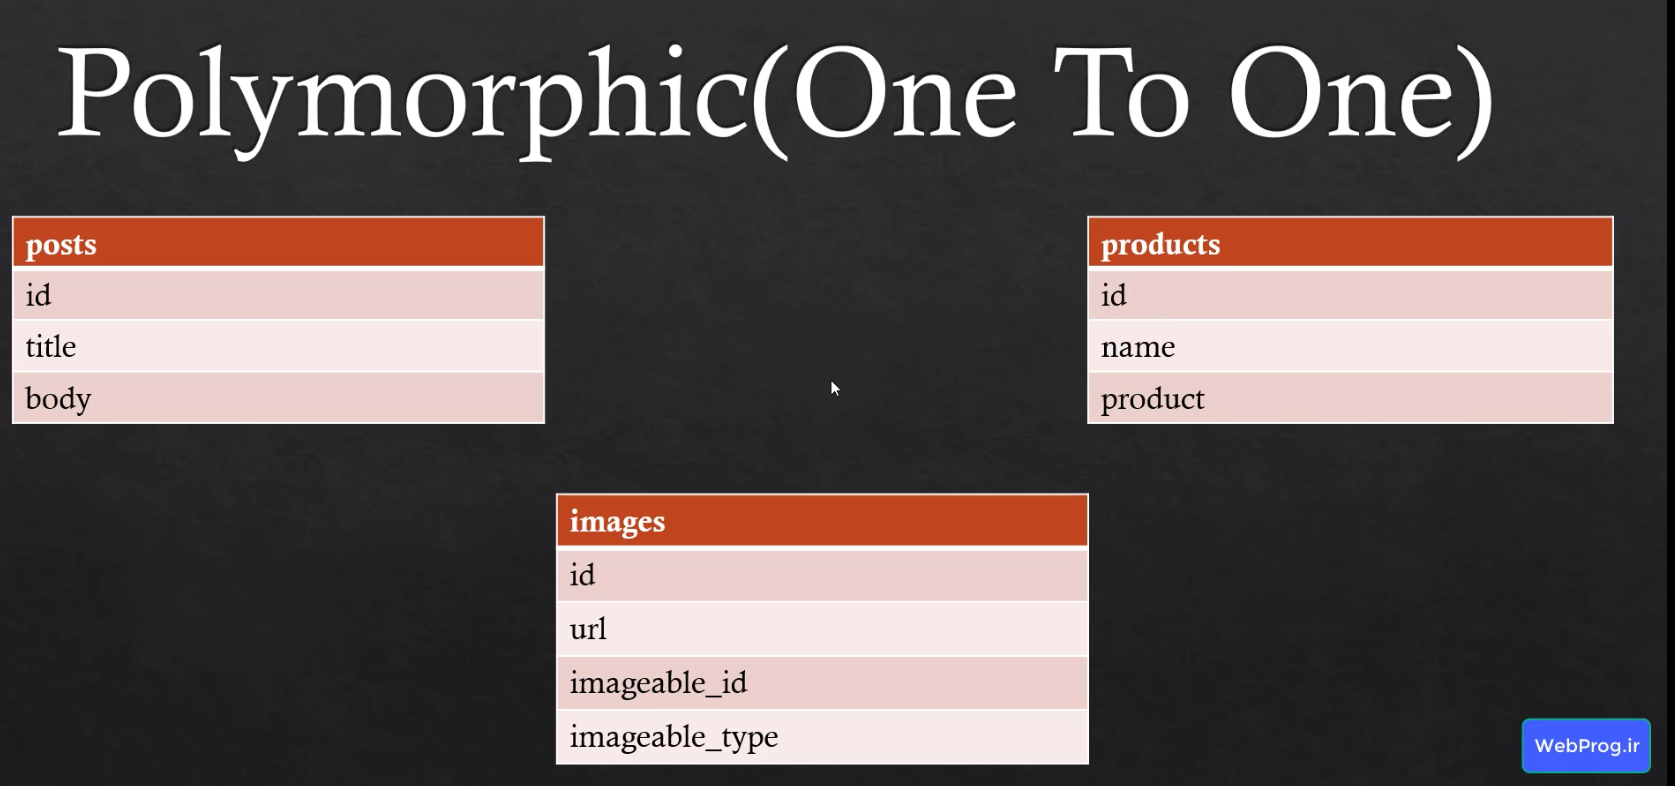 Polymorphic(One To One)
posts
id
title
body
products
id
name
product
images
id
url
imageable_id
imageable_type
WebProg.ir